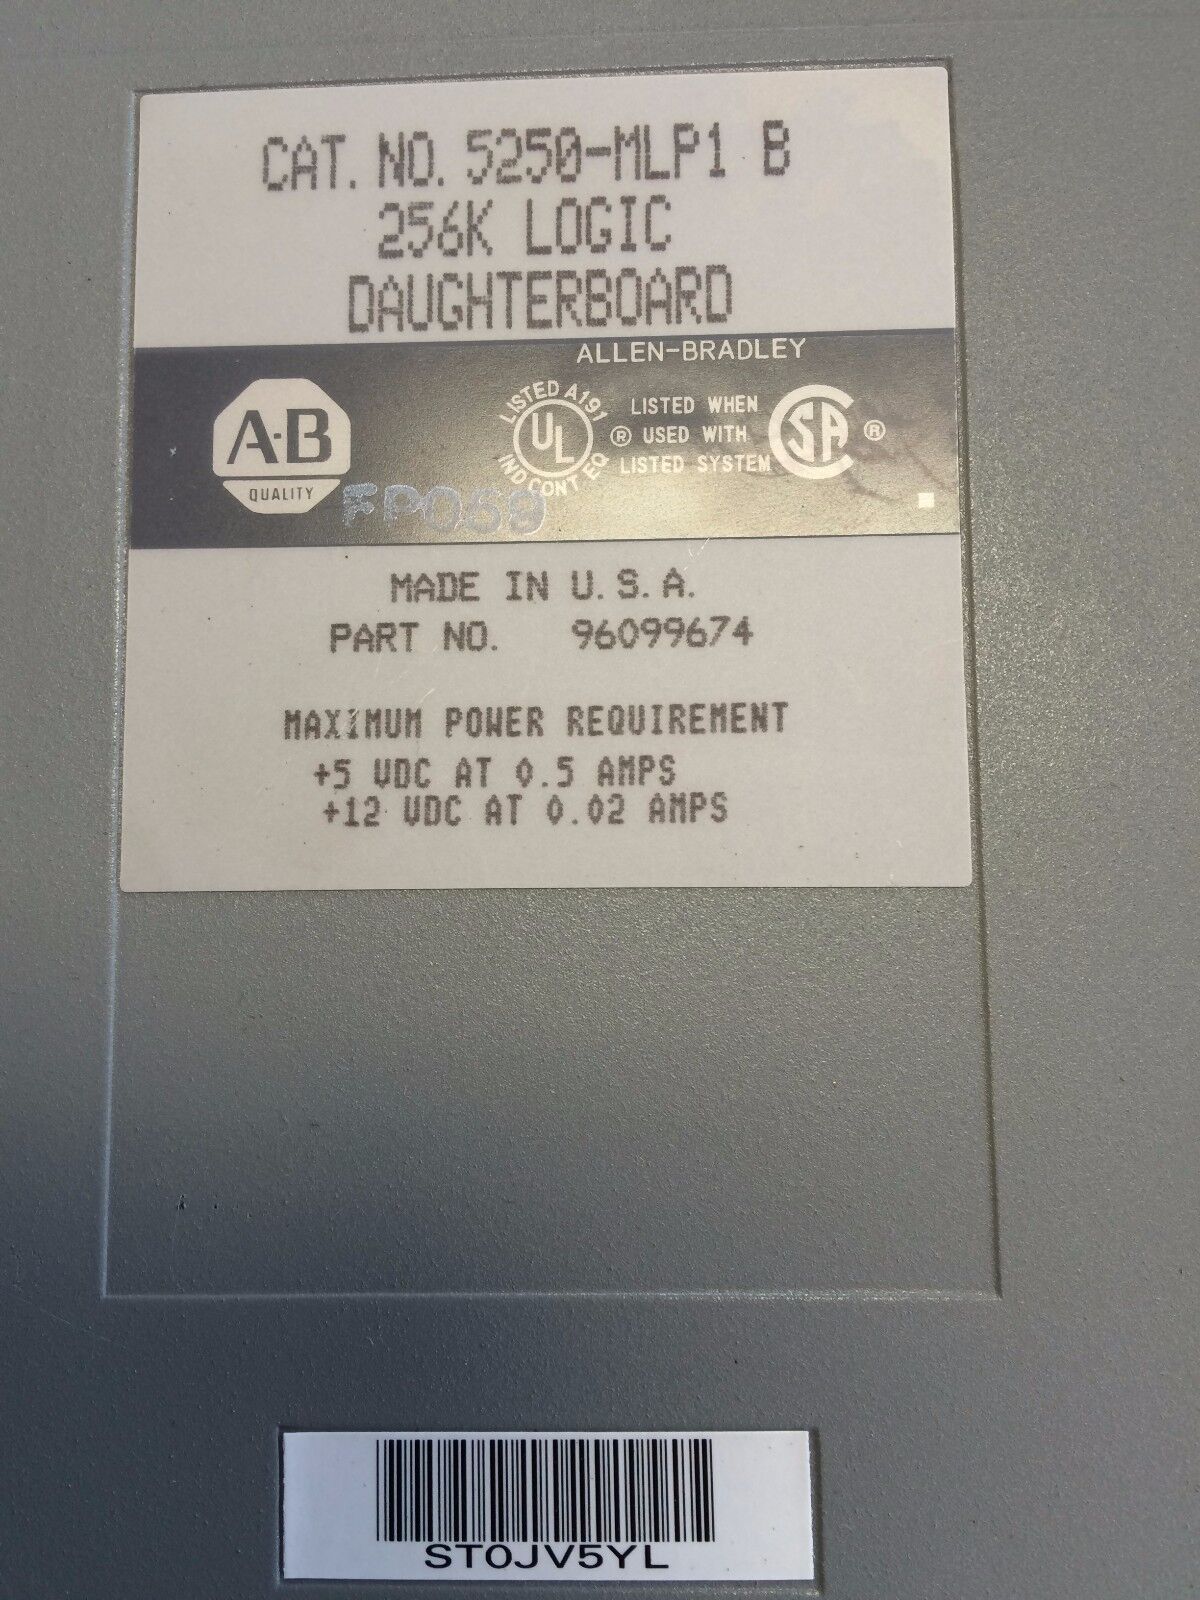 CAT. NO. 5250-MLP1 B
256K LOGIC
DAUGHTERBOARD
ALLEN-BRADLEY
A-B
QUALITY
LISTED A191
UL
IND CONT EQ
®
LISTED WHEN
USED WITH
LISTED SYSTEM
SA
®
MADE IN U.S.A.
PART NO. 96099674
MAXIMUM POWER REQUIREMENT
+5 VDC AT 0.5 AMPS
+12 VDC AT 0.02 AMPS
ST0JV5YL